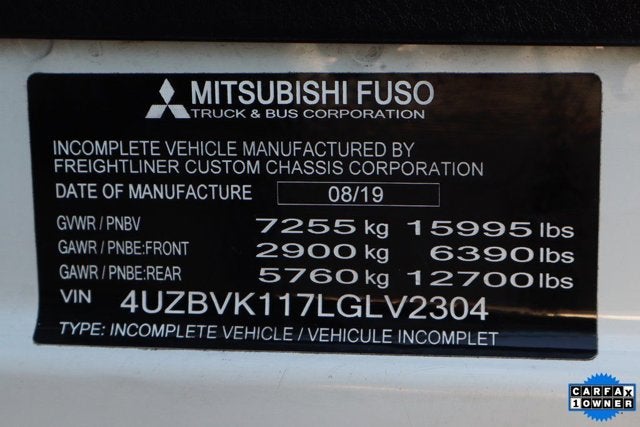 MITSUBISHI FUSO
TRUCK & BUS CORPORATION
INCOMPLETE VEHICLE MANUFACTURED BY
FREIGHTLINER CUSTOM CHASSIS CORPORATION
DATE OF MANUFACTURE 08/19
GVWR / PNBV 7255 kg 15995 lbs
GAWR / PNBE:FRONT 2900 kg 6390 lbs
GAWR / PNBE:REAR 5760 kg 12700 lbs
VIN 4UZBVK117LGLV2304
TYPE: INCOMPLETE VEHICLE / VEHICULE INCOMPLET
CARFAX
1 OWNER